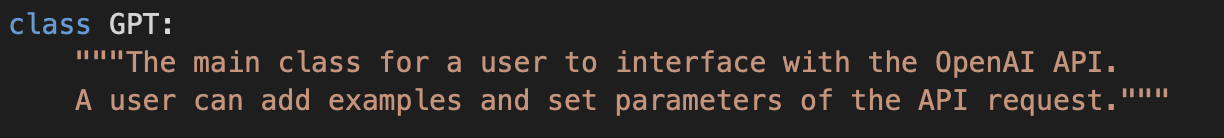 class GPT:
    """The main class for a user to interface with the OpenAI API.
    A user can add examples and set parameters of the API request."""